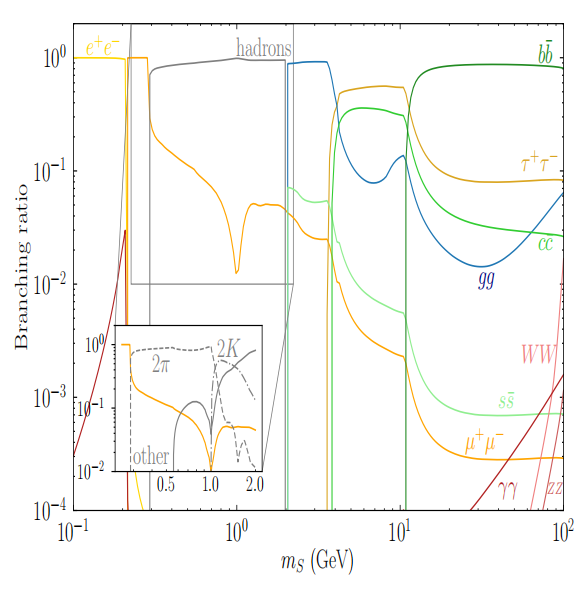 e⁺e⁻
hadrons
bb̄
τ⁺τ⁻
cc̄
gg
WW
ss̄
μ⁺μ⁻
γγ
zz
Branching ratio
10⁰
10⁻¹
10⁻²
10⁻³
10⁻⁴
10⁰
10⁻¹
10⁻²
2π
2K
other
0.5 1.0 2.0
10⁻¹ 10⁰ 10¹ 10²
m_S (GeV)